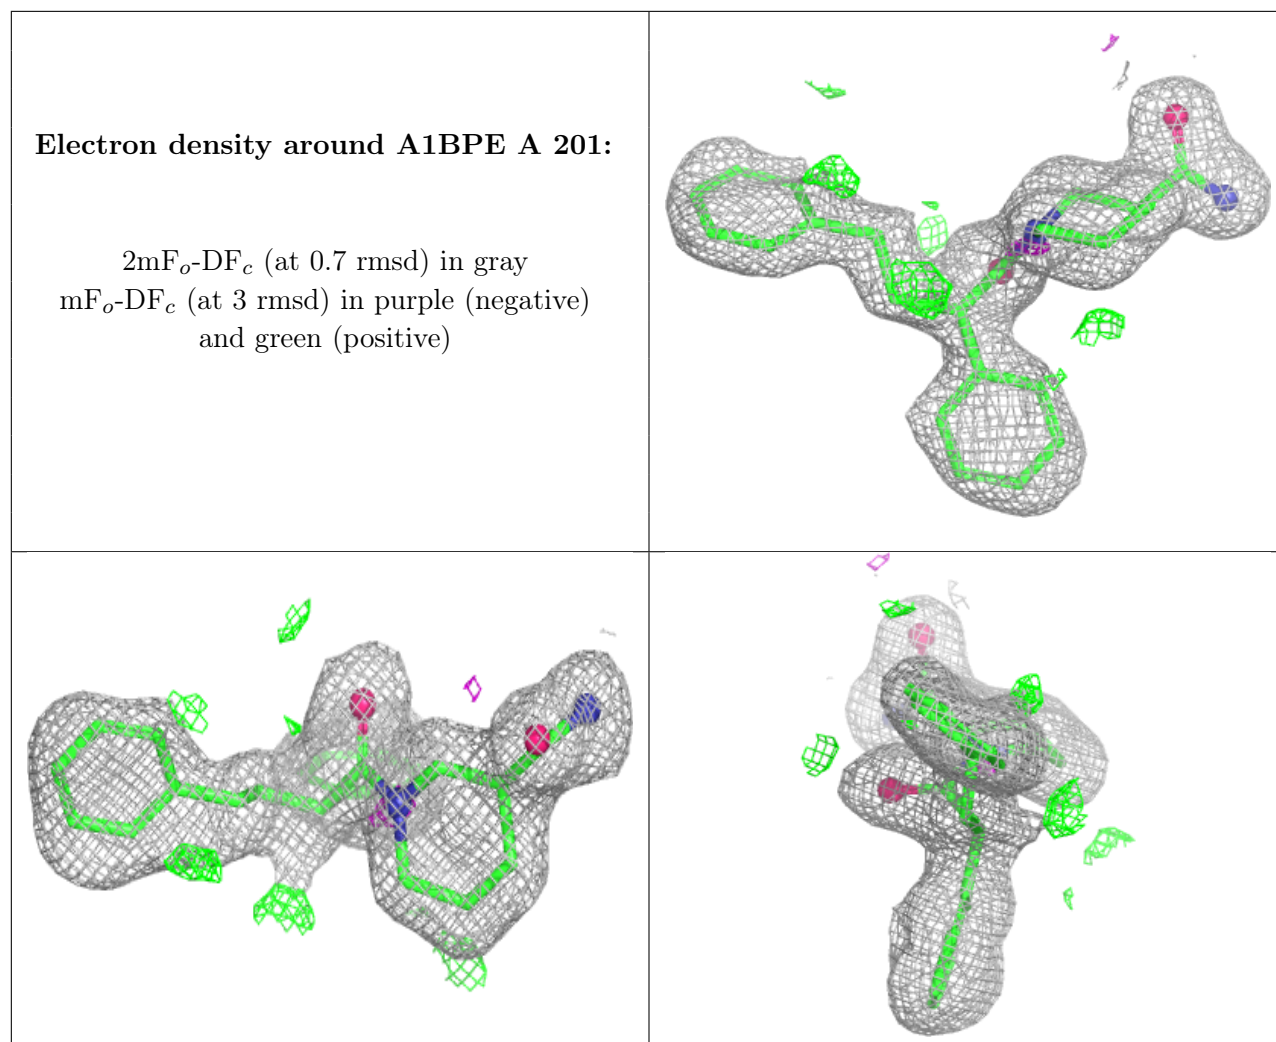 Electron density around A1BPE A 201:
2mFo-DFc (at 0.7 rmsd) in gray
mFo-DFc (at 3 rmsd) in purple (negative)
and green (positive)